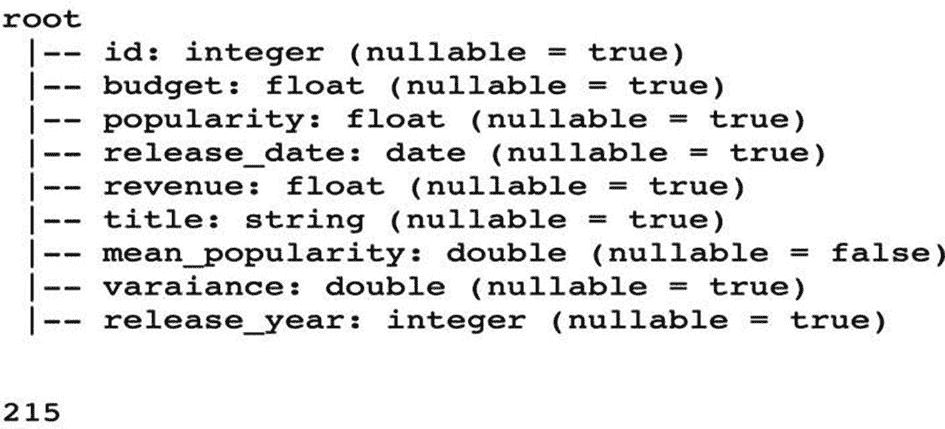 root
|-- id: integer (nullable = true)
|-- budget: float (nullable = true)
|-- popularity: float (nullable = true)
|-- release_date: date (nullable = true)
|-- revenue: float (nullable = true)
|-- title: string (nullable = true)
|-- mean_popularity: double (nullable = false)
|-- varaiance: double (nullable = true)
|-- release_year: integer (nullable = true)
215